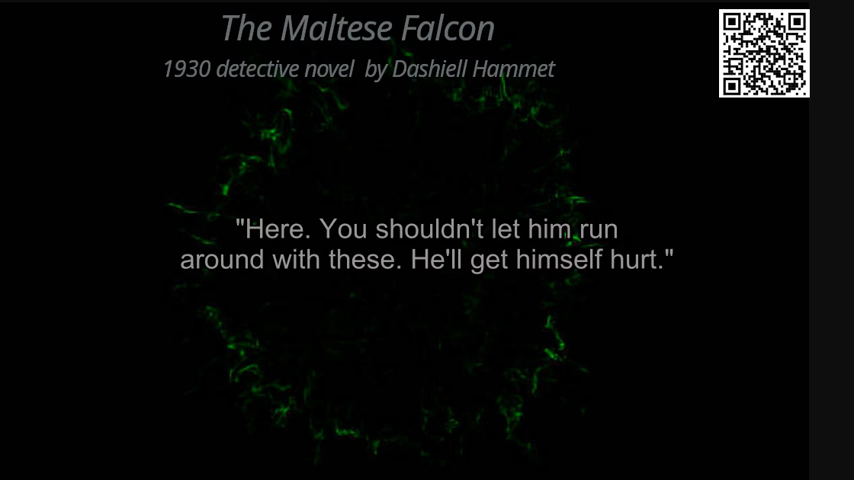 The Maltese Falcon
1930 detective novel by Dashiell Hammet
"Here. You shouldn't let him run
around with these. He'll get himself hurt."